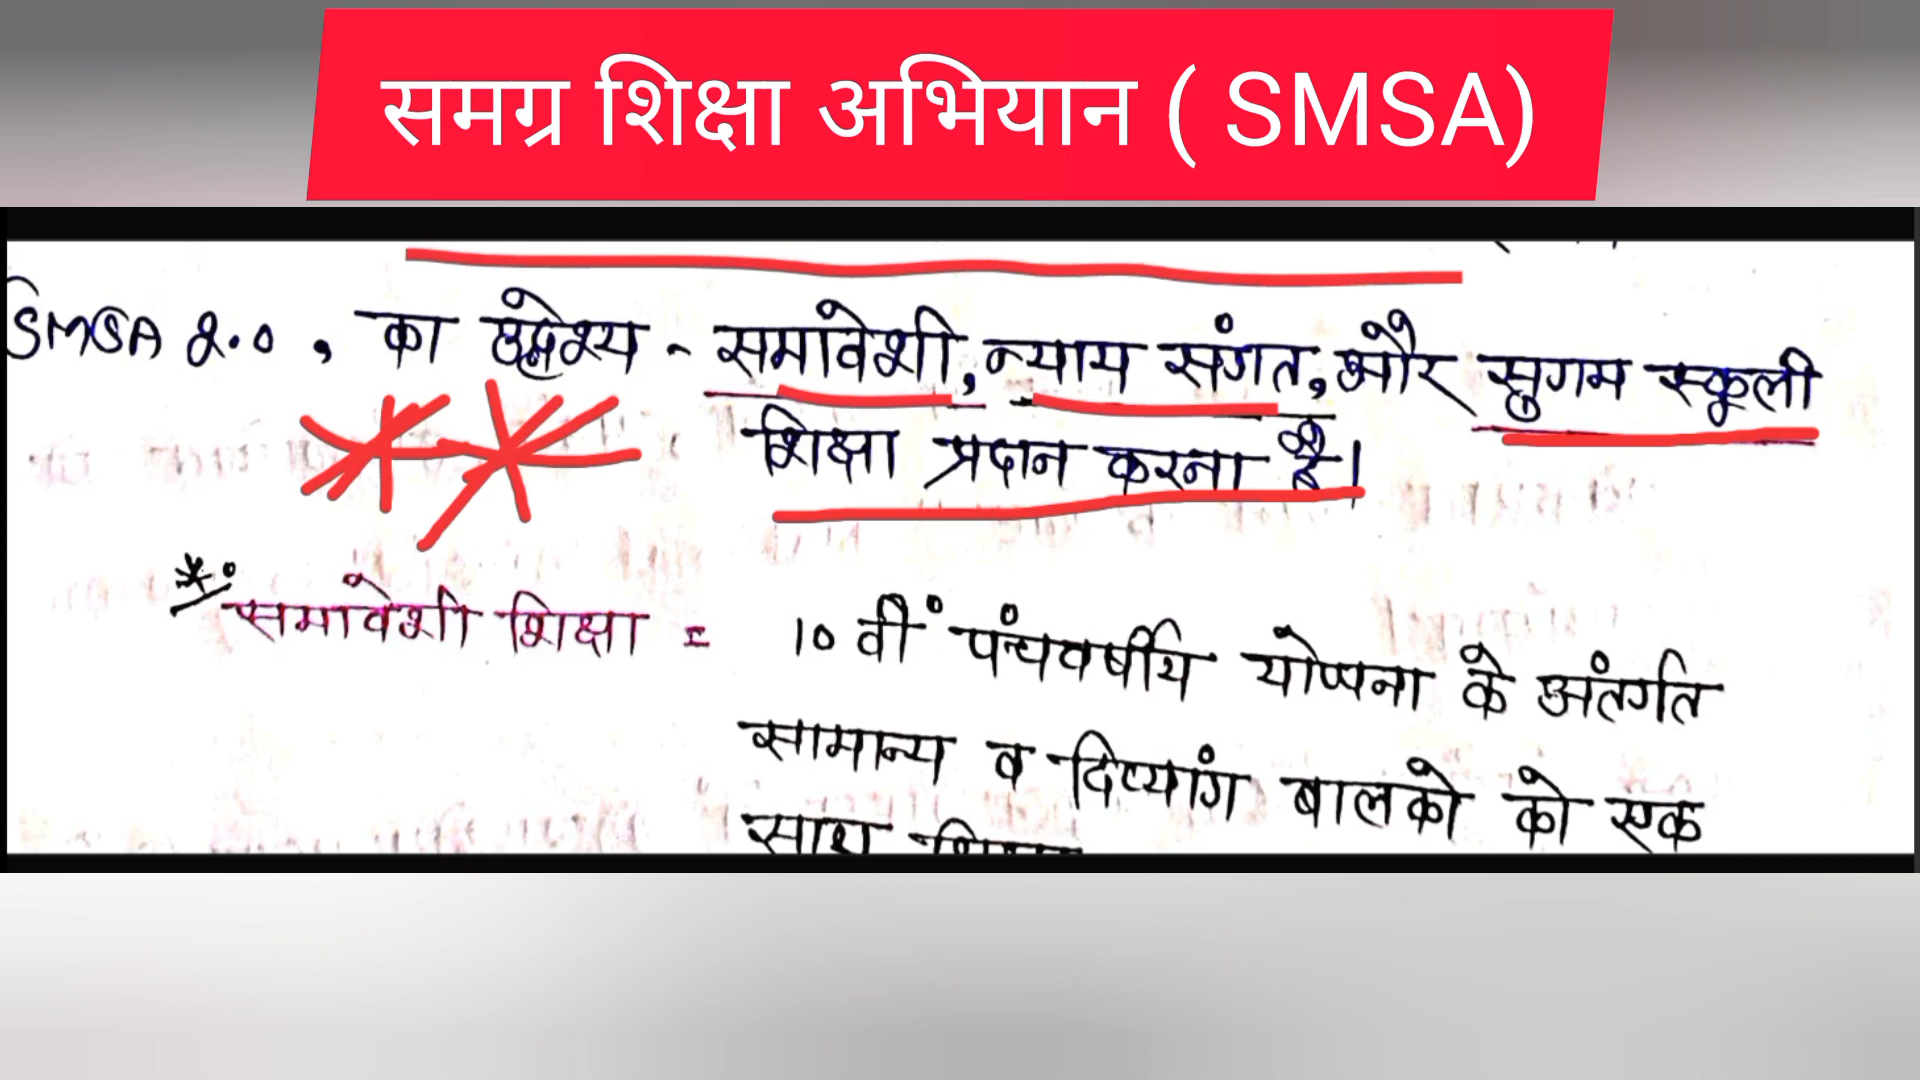 समग्र शिक्षा अभियान ( SMSA)
SMSA 2.0 , का उद्देश्य - समावेशी, न्याय संगत, और सुगम स्कूली
शिक्षा प्रदान करना है।
* समावेशी शिक्षा = 10 वीं पंचवर्षीय योजना के अंतर्गत
सामान्य व दिव्यांग बालको को एक
साथ